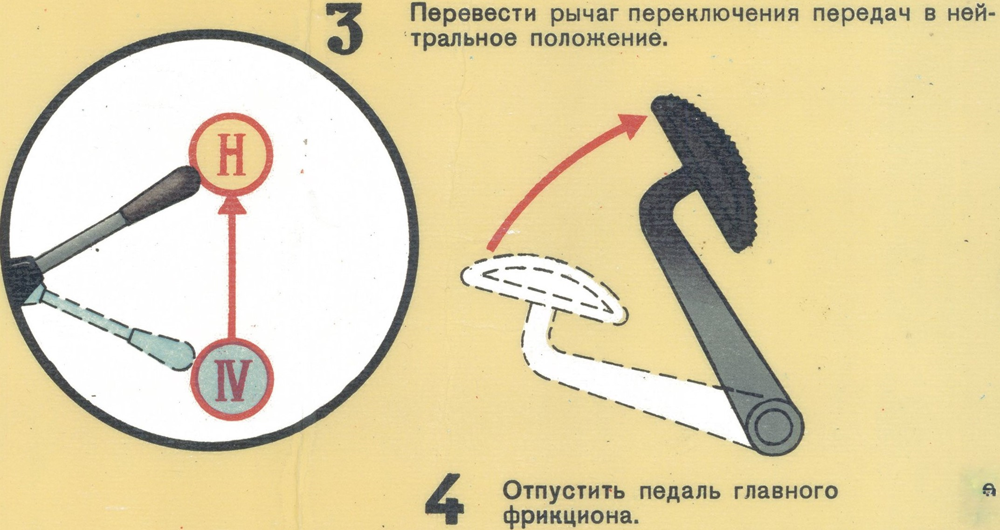 3
Перевести рычаг переключения передач в ней-
тральное положение.
Н
IV
4
Отпустить педаль главного
фрикциона.